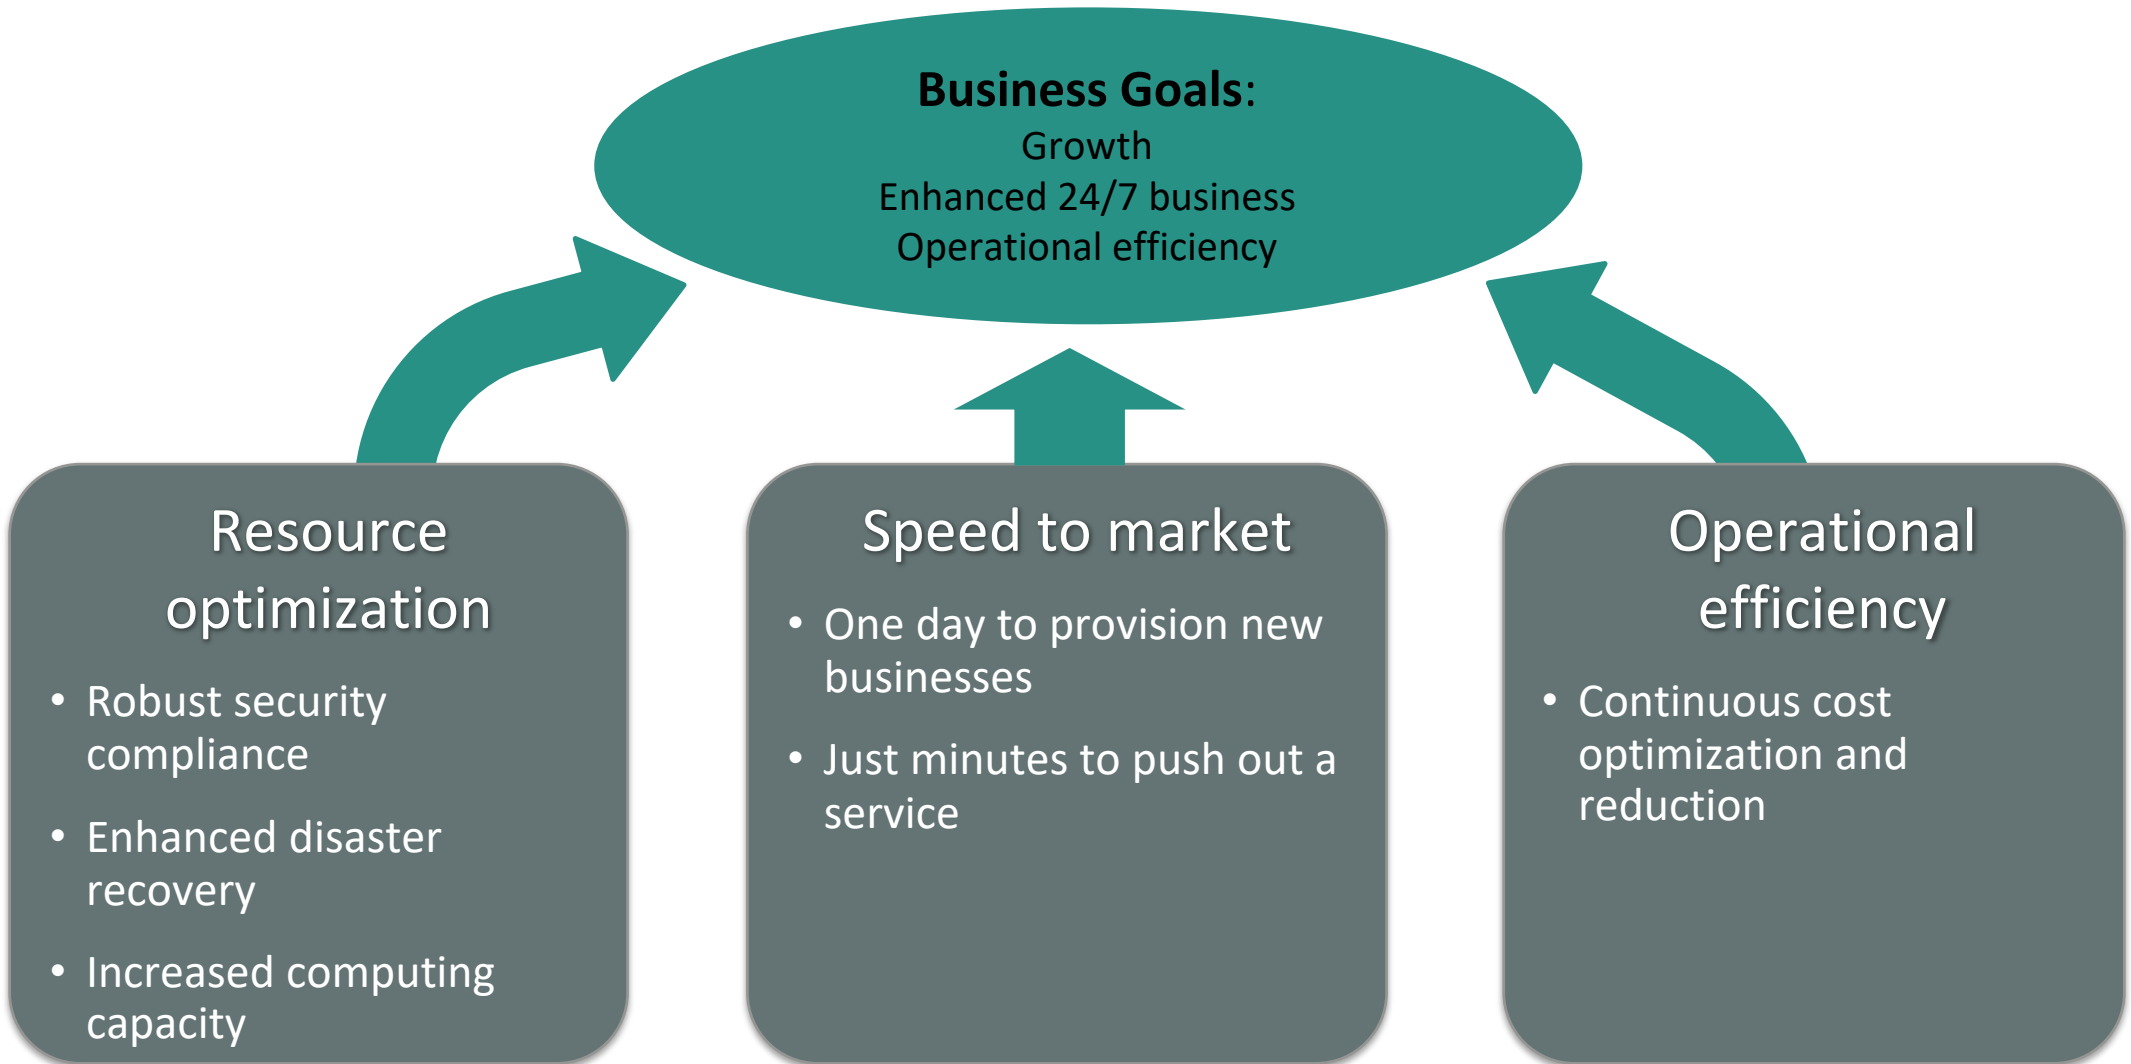 Business Goals:
Growth
Enhanced 24/7 business
Operational efficiency
Resource
optimization
• Robust security
compliance
• Enhanced disaster
recovery
• Increased computing
capacity
Speed to market
• One day to provision new
businesses
• Just minutes to push out a
service
Operational
efficiency
• Continuous cost
optimization and
reduction